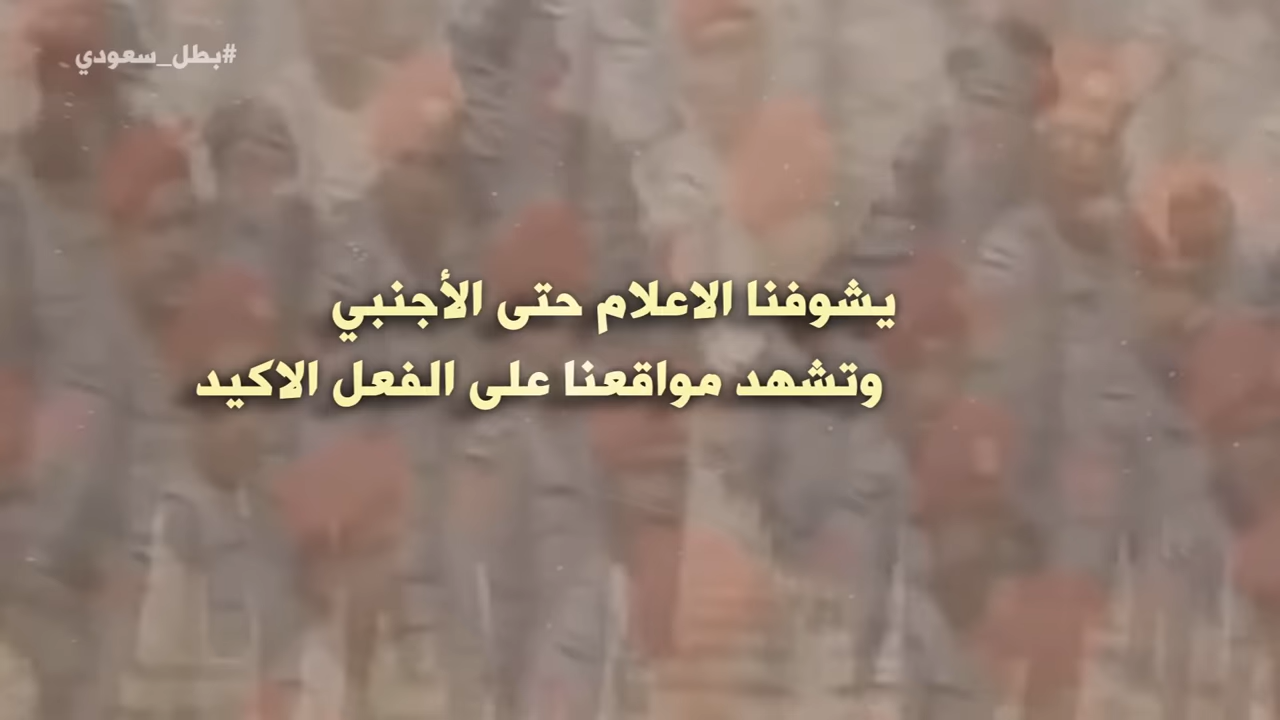 #بطل_سعودي
يشوفنا الاعلام حتى الأجنبي
وتشهد مواقعنا على الفعل الاكيد